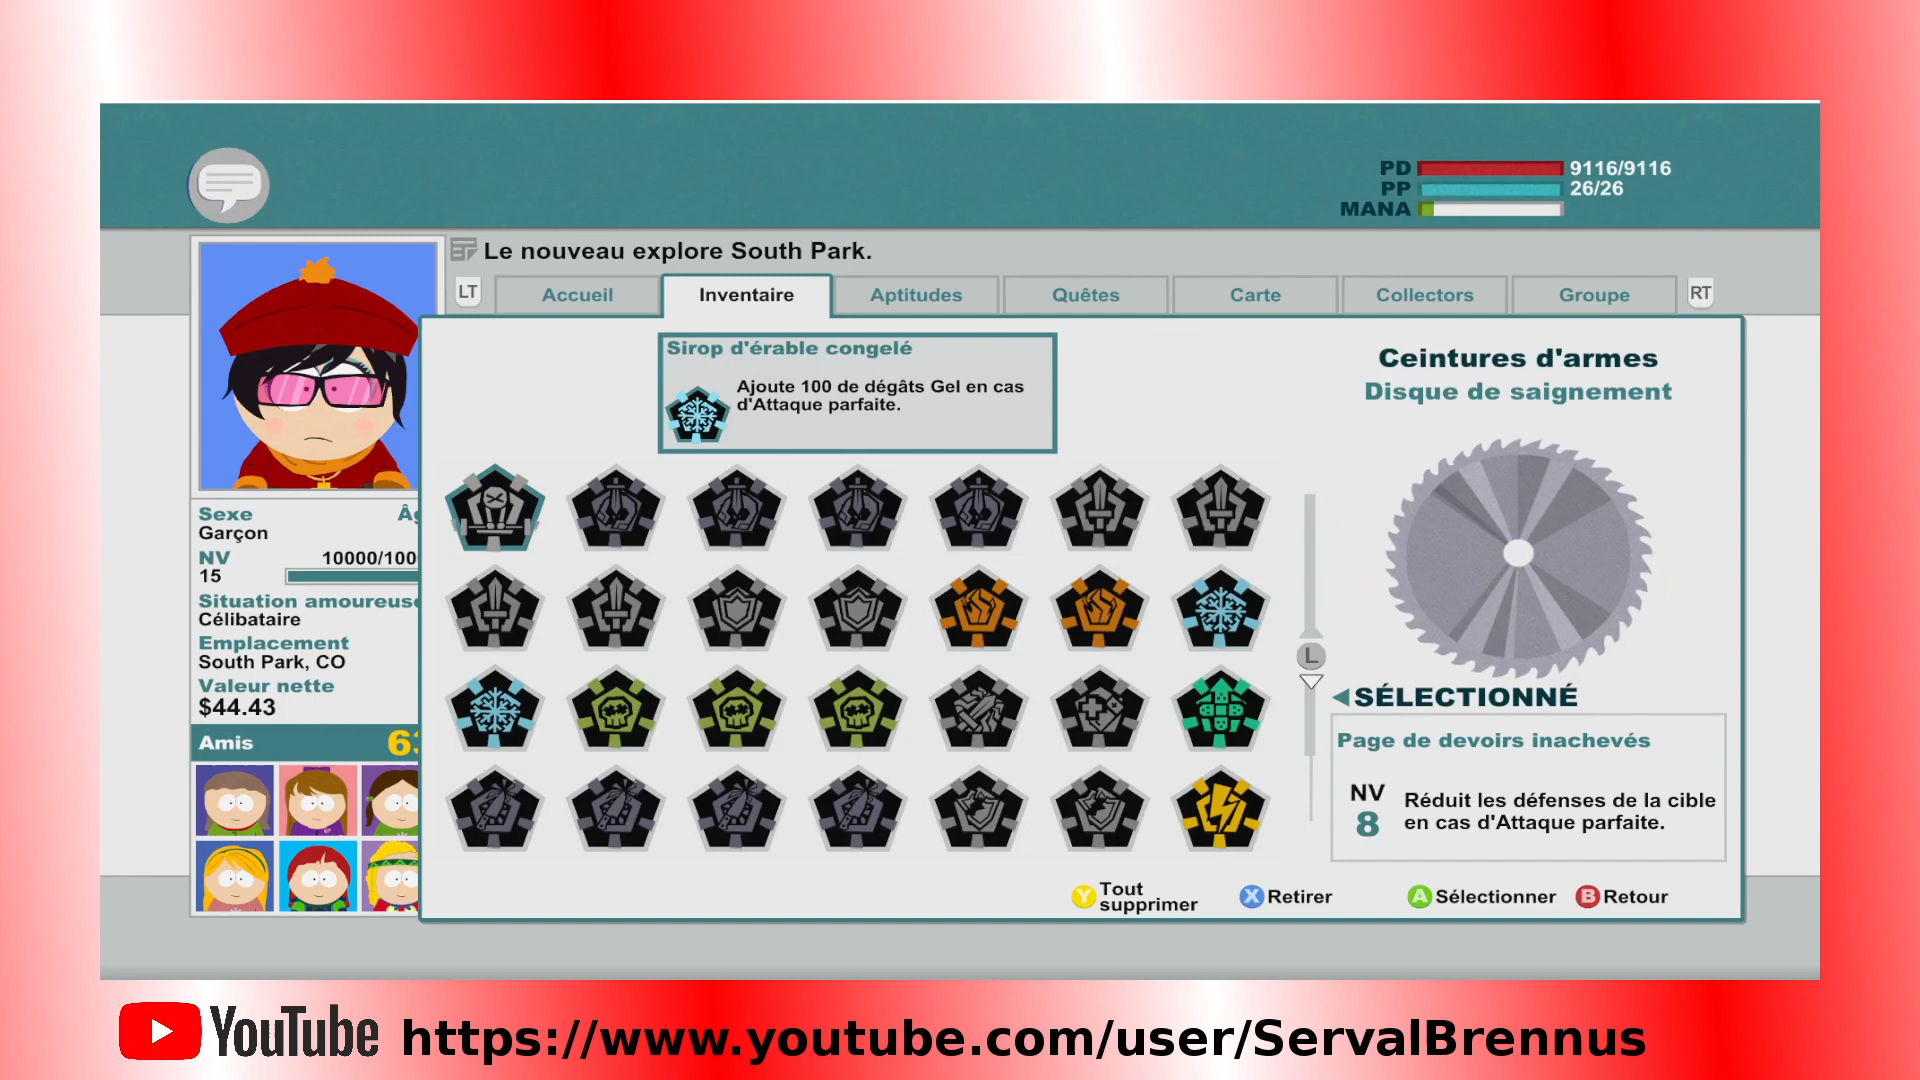 PD 9116/9116
PP 26/26
MANA
Le nouveau explore South Park.
LT Accueil Inventaire Aptitudes Quêtes Carte Collectors Groupe RT
Sirop d'érable congelé
Ajoute 100 de dégâts Gel en cas
d'Attaque parfaite.
Ceintures d'armes
Disque de saignement
Sexe
Garçon
NV 10000/100
15
Situation amoureuse
Célibataire
Emplacement
South Park, CO
Valeur nette
$44.43
Amis
L
SÉLECTIONNÉ
Page de devoirs inachevés
NV
8
Réduit les défenses de la cible
en cas d'Attaque parfaite.
Y Tout
supprimer
X Retirer
A Sélectionner
B Retour
YouTube https://www.youtube.com/user/ServalBrennus